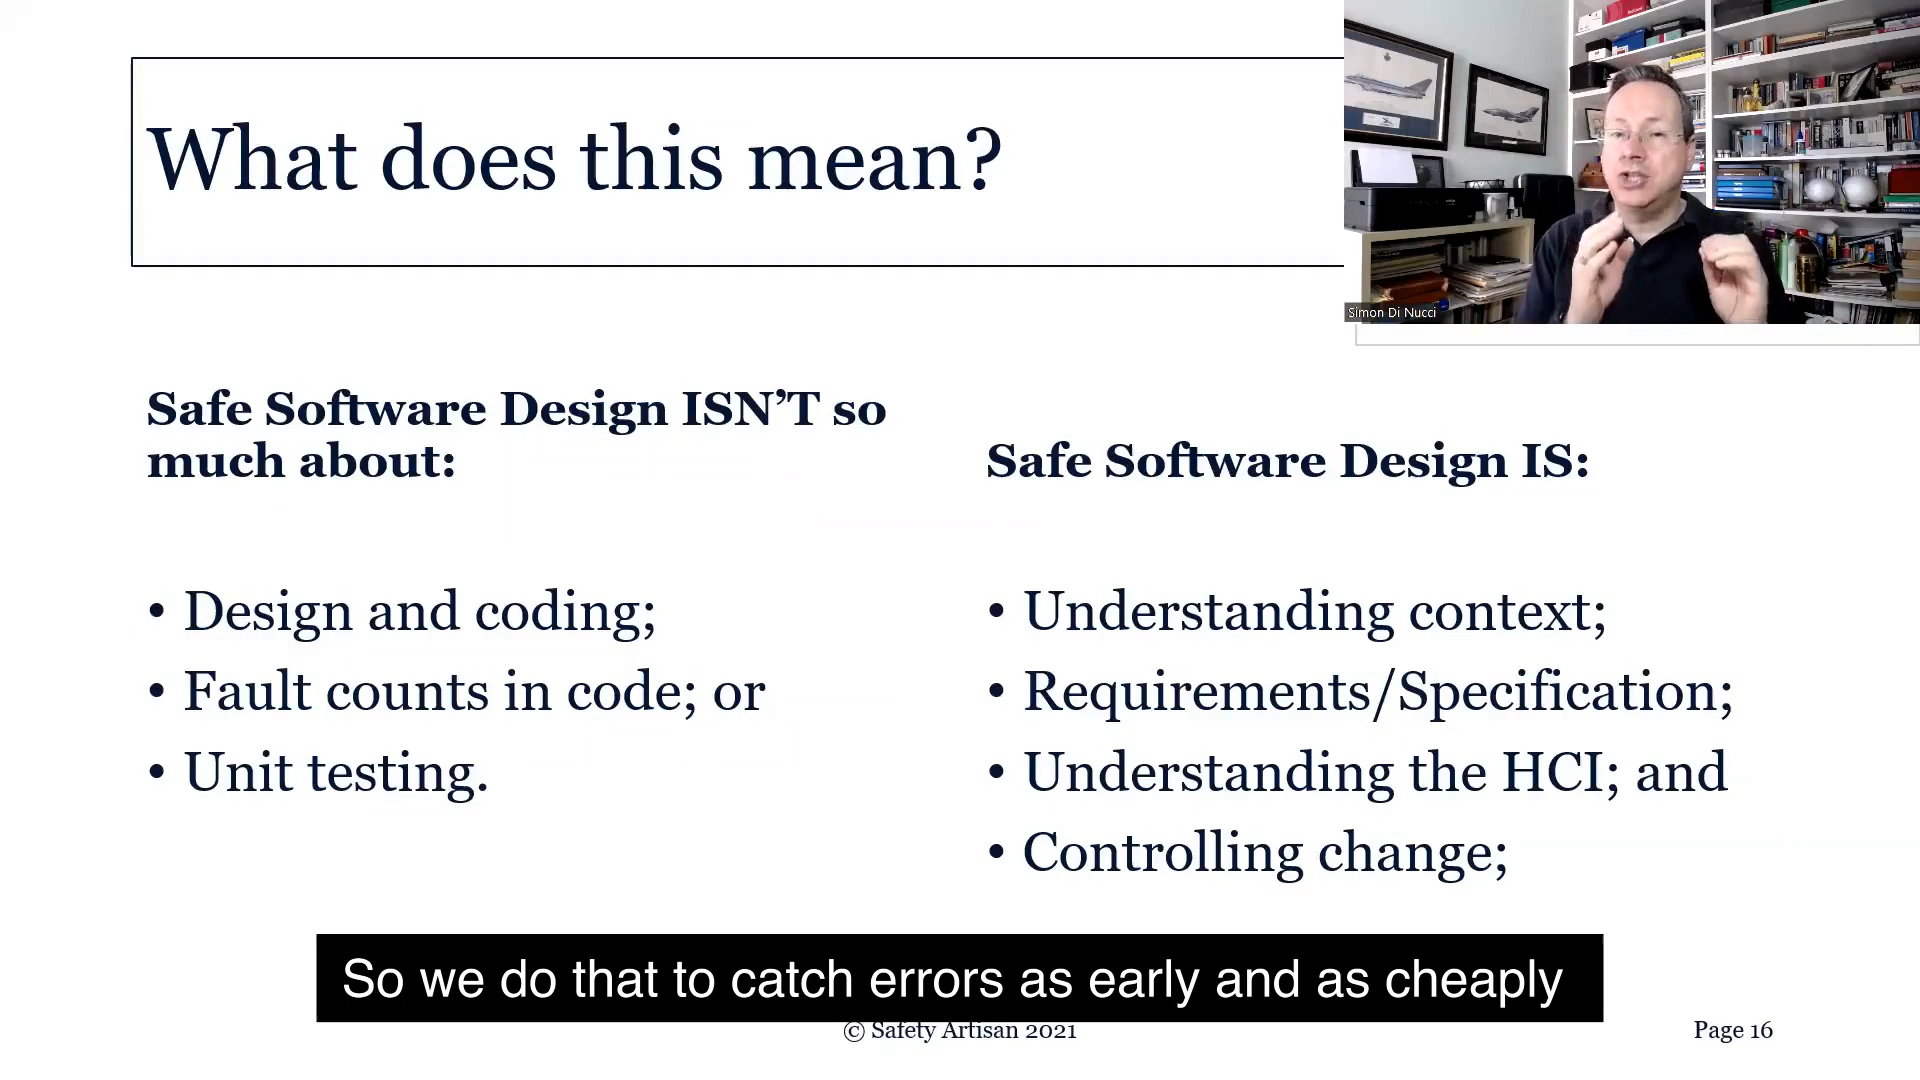 What does this mean?
Simon Di Nucci
Safe Software Design ISN’T so
much about:
• Design and coding;
• Fault counts in code; or
• Unit testing.
Safe Software Design IS:
• Understanding context;
• Requirements/Specification;
• Understanding the HCI; and
• Controlling change;
So we do that to catch errors as early and as cheaply
© Safety Artisan 2021
Page 16